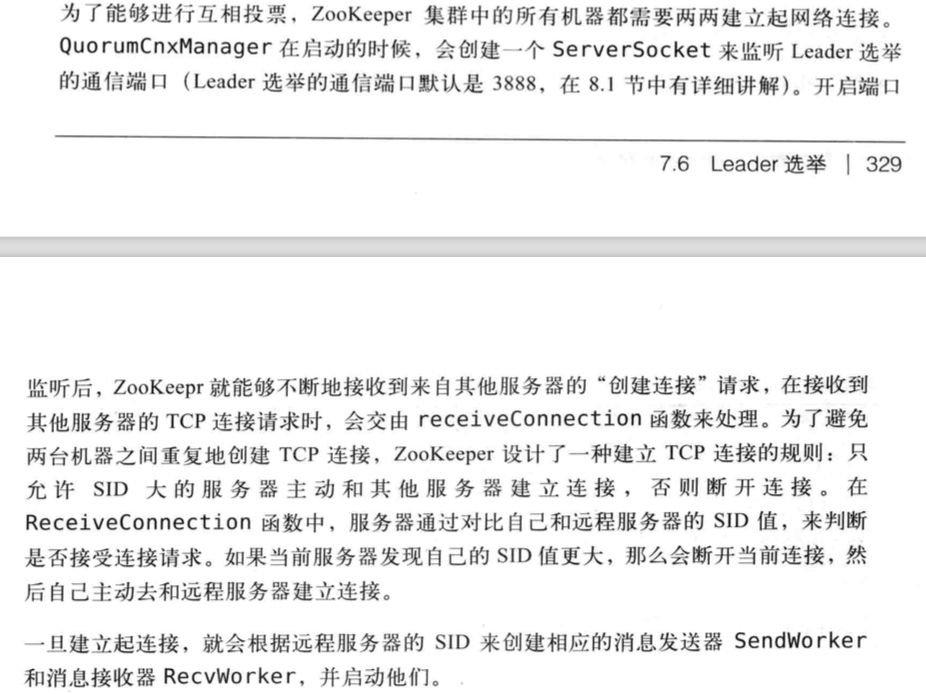 为了能够进行互相投票，ZooKeeper 集群中的所有机器都需要两两建立起网络连接。
QuorumCnxManager 在启动的时候，会创建一个 ServerSocket 来监听 Leader 选举
的通信端口（Leader 选举的通信端口默认是 3888，在 8.1 节中有详细讲解）。开启端口
7.6 Leader 选举 | 329
监听后，ZooKeepr 就能够不断地接收到来自其他服务器的“创建连接”请求，在接收到
其他服务器的 TCP 连接请求时，会交由 receiveConnection 函数来处理。为了避免
两台机器之间重复地创建 TCP 连接，ZooKeeper 设计了一种建立 TCP 连接的规则：只
允许 SID 大的服务器主动和其他服务器建立连接，否则断开连接。在
ReceiveConnection 函数中，服务器通过对比自己和远程服务器的 SID 值，来判断
是否接受连接请求。如果当前服务器发现自己的 SID 值更大，那么会断开当前连接，然
后自己主动去和远程服务器建立连接。
一旦建立起连接，就会根据远程服务器的 SID 来创建相应的消息发送器 SendWorker
和消息接收器 RecvWorker，并启动他们。